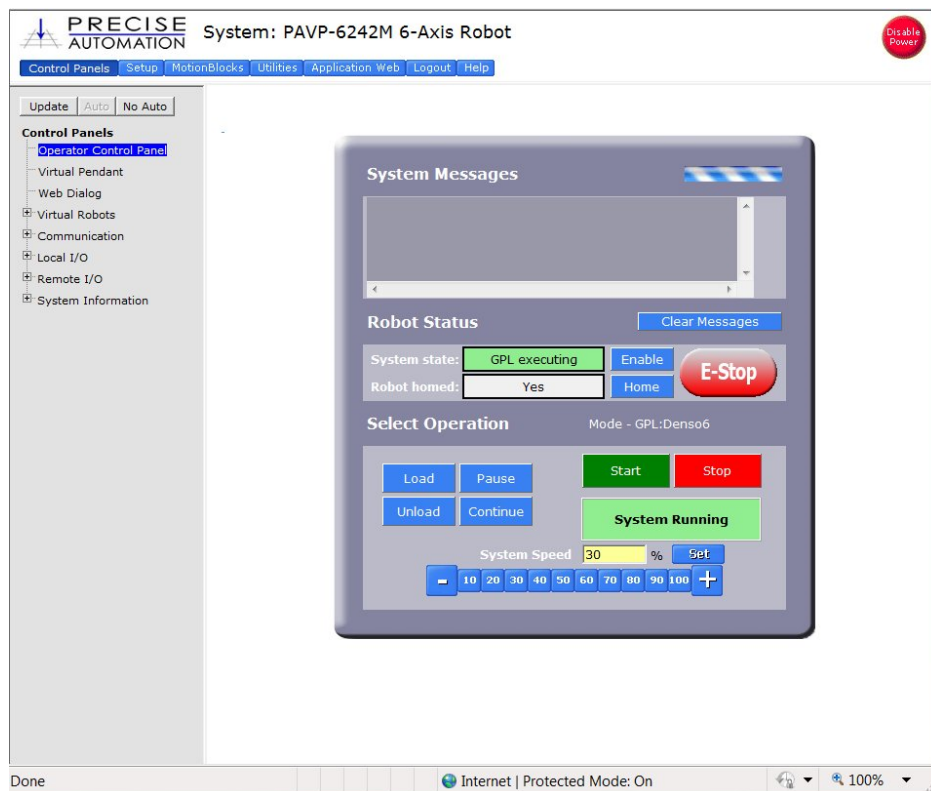 PRECISE
AUTOMATION
System: PAVP-6242M 6-Axis Robot
Disable
Power
Control Panels Setup MotionBlocks Utilities Application Web Logout Help
Update Auto No Auto
Control Panels
Operator Control Panel
Virtual Pendant
Web Dialog
Virtual Robots
Communication
Local I/O
Remote I/O
System Information
System Messages
Robot Status
Clear Messages
System state: GPL executing Enable
E-Stop
Robot homed: Yes Home
Select Operation
Mode - GPL:Denso6
Load Pause
Start Stop
Unload Continue
System Running
System Speed 30 % Set
- 10 20 30 40 50 60 70 80 90 100 +
Done
Internet | Protected Mode: On
100%